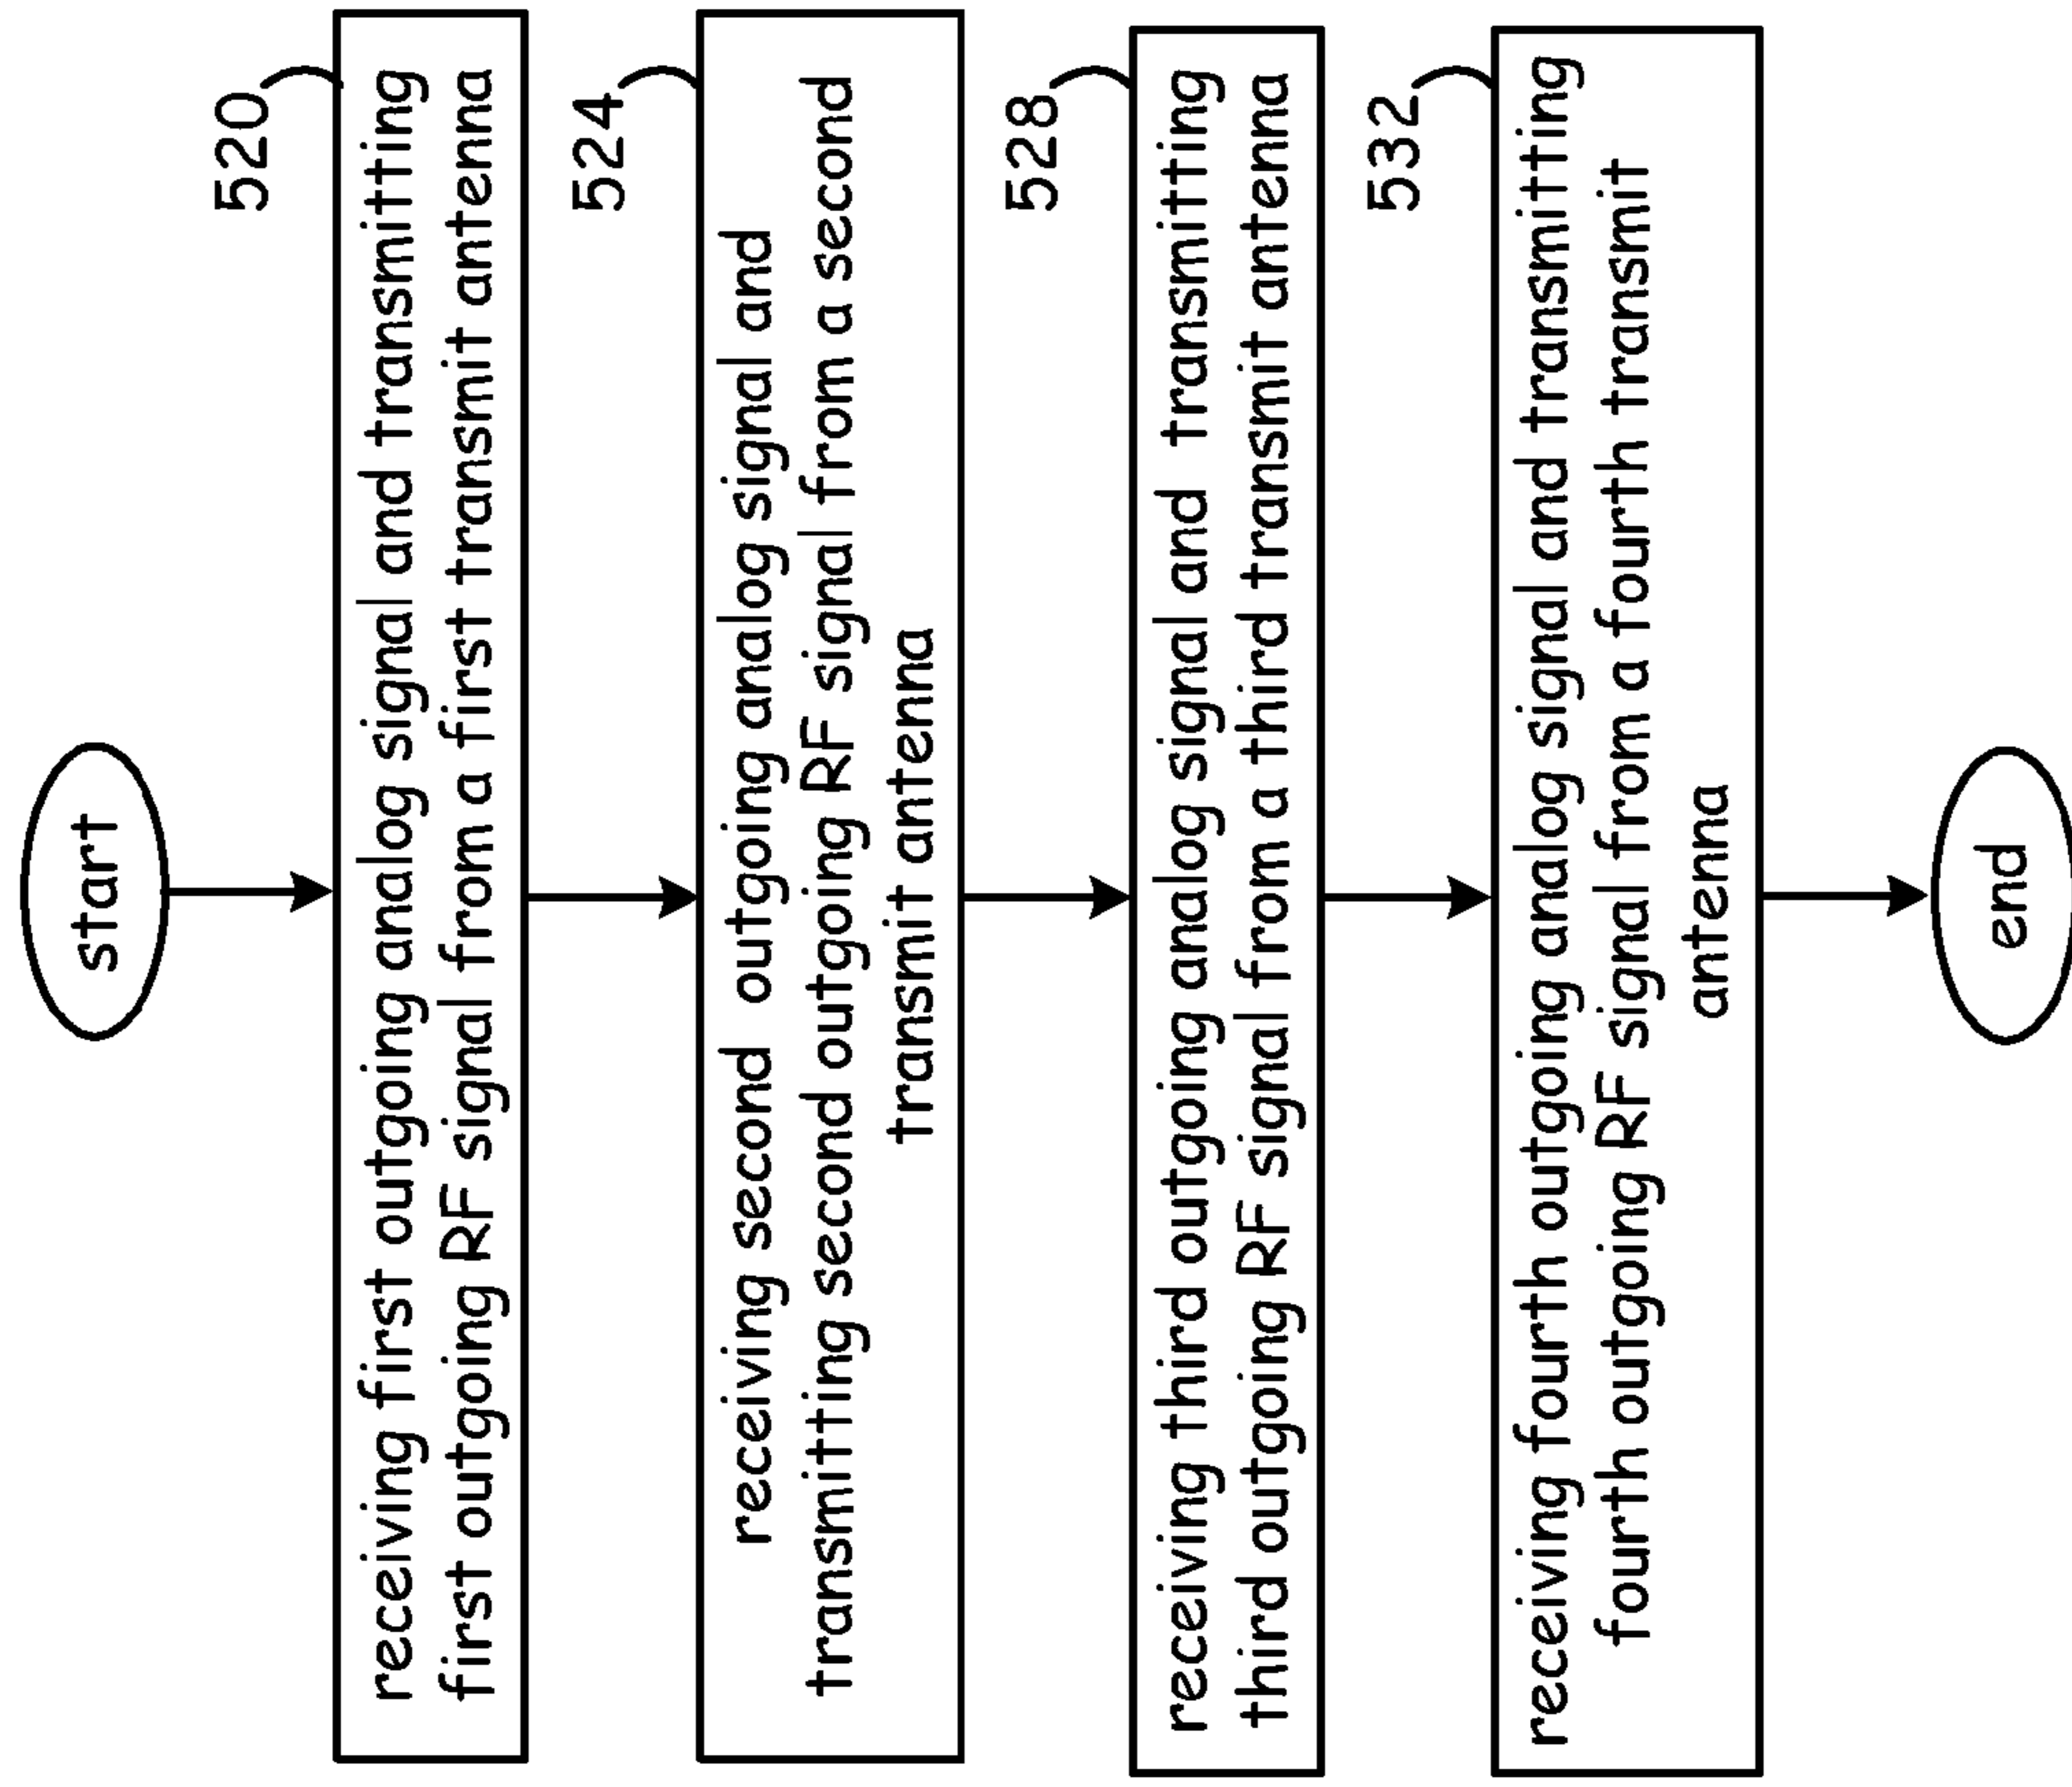 start
520
receiving first outgoing analog signal and transmitting
first outgoing RF signal from a first transmit antenna
524
receiving second outgoing analog signal and
transmitting second outgoing RF signal from a second
transmit antenna
528
receiving third outgoing analog signal and transmitting
third outgoing RF signal from a third transmit antenna
532
receiving fourth outgoing analog signal and transmitting
fourth outgoing RF signal from a fourth transmit
antenna
end